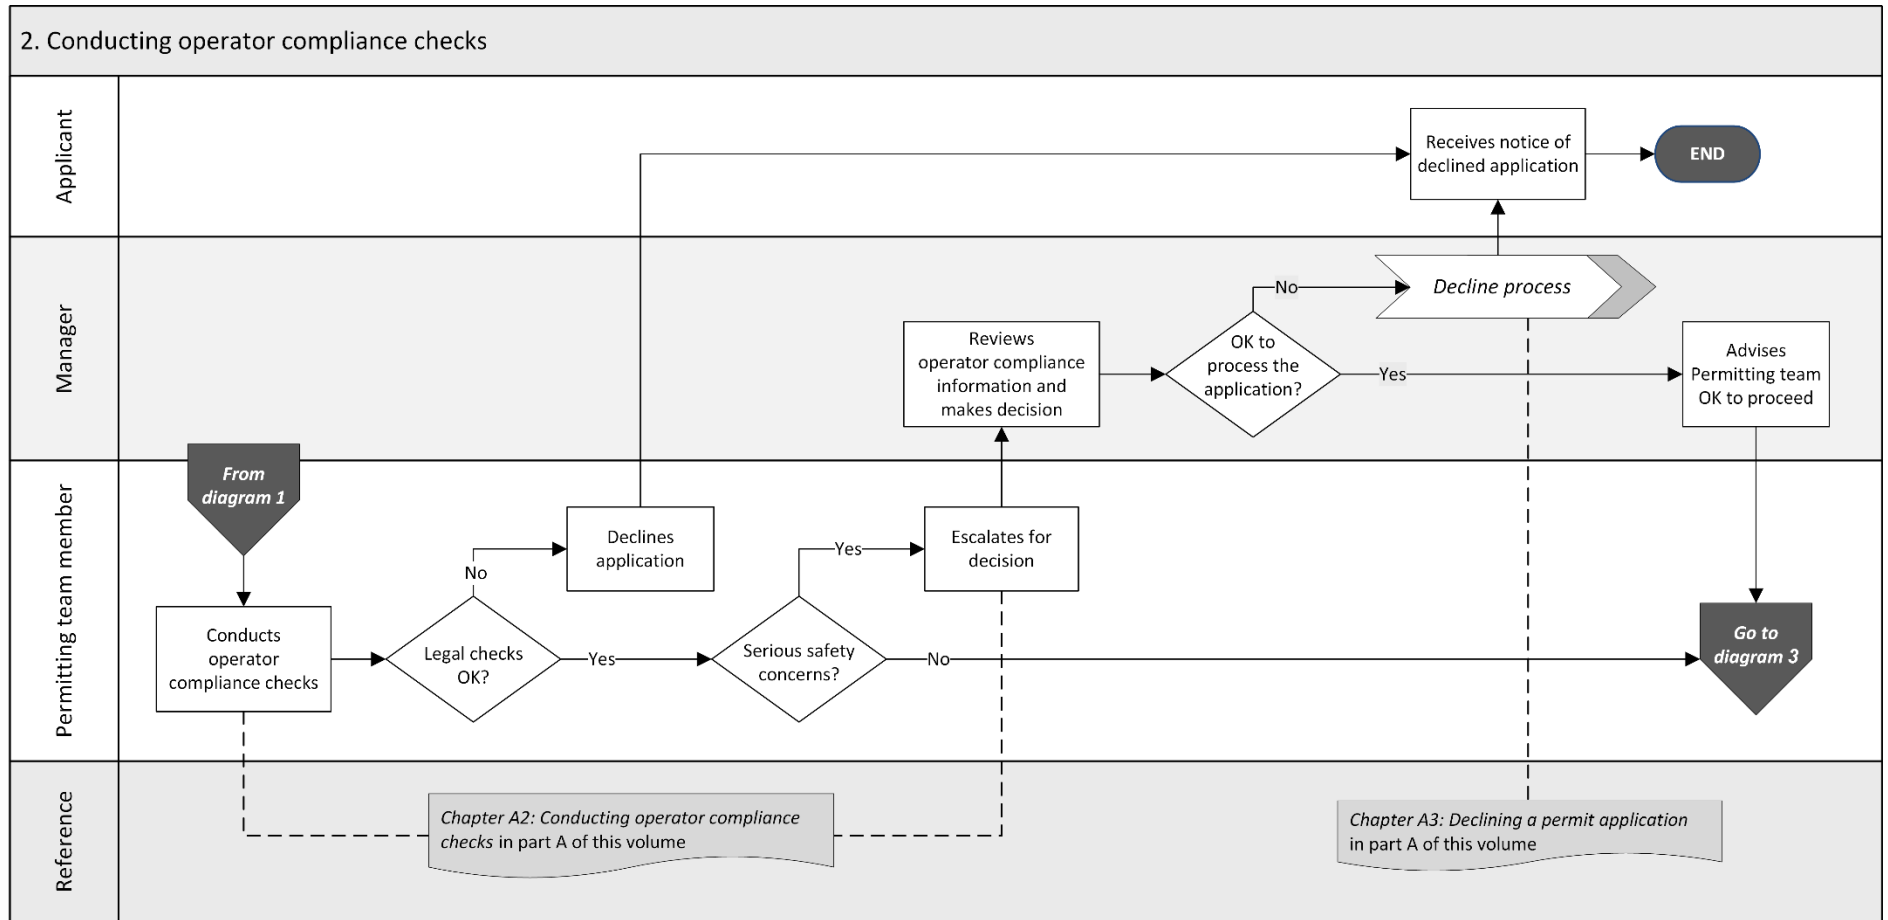 2. Conducting operator compliance checks
Applicant
Receives notice of
declined application
END
Manager
Reviews
operator compliance
information and
makes decision
OK to
process the
application?
No
Decline process
Yes
Advises
Permitting team
OK to proceed
Permitting team member
From
diagram 1
Conducts
operator
compliance checks
Legal checks
OK?
No
Declines
application
Yes
Serious safety
concerns?
Yes
Escalates for
decision
No
Go to
diagram 3
Reference
Chapter A2: Conducting operator compliance
checks in part A of this volume
Chapter A3: Declining a permit application
in part A of this volume